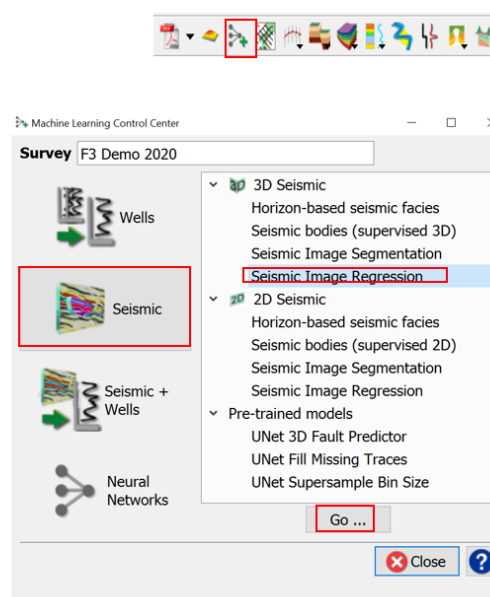 Machine Learning Control Center
Survey F3 Demo 2020
Wells
Seismic
Seismic +
Wells
Neural
Networks
3D 3D Seismic
Horizon-based seismic facies
Seismic bodies (supervised 3D)
Seismic Image Segmentation
Seismic Image Regression
2D 2D Seismic
Horizon-based seismic facies
Seismic bodies (supervised 2D)
Seismic Image Segmentation
Seismic Image Regression
Pre-trained models
UNet 3D Fault Predictor
UNet Fill Missing Traces
UNet Supersample Bin Size
Go ...
Close ?